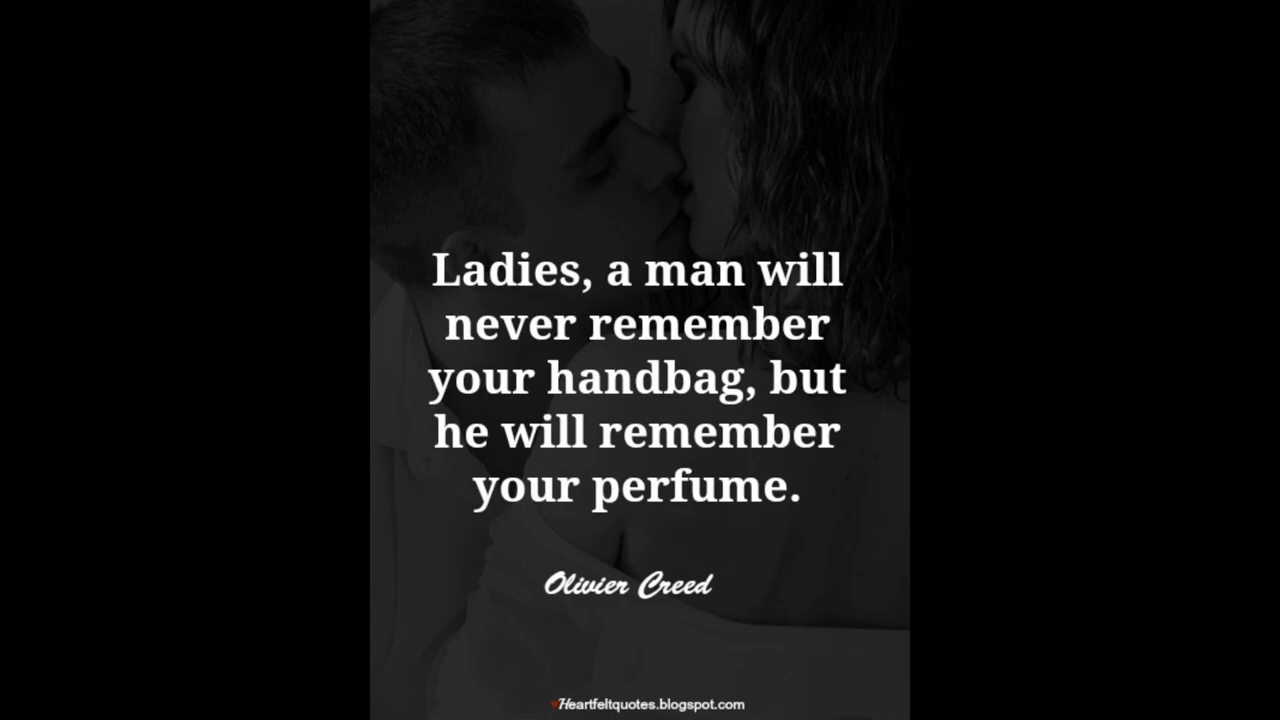 Ladies, a man will
never remember
your handbag, but
he will remember
your perfume.
Olivier Creed
Heartfeltquotes.blogspot.com